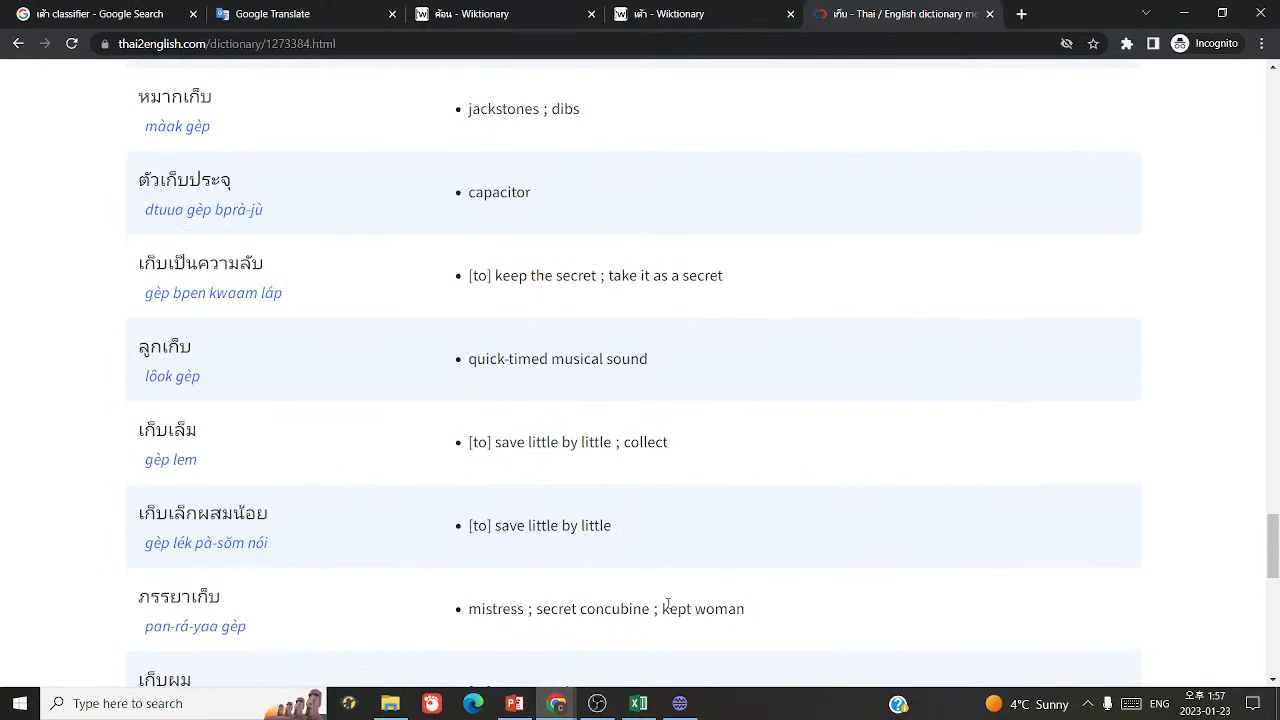 เต้า classifier - Google Search
Google Translate
Wiktionary
เต้า - Wiktionary
เก็บ - Thai / English dictionary me
thai2english.com/dictionary/1273384.html
Incognito
หมากเก็บ
màak gèp
jackstones ; dibs
ตัวเก็บประจุ
dtuua gèp bprà-jù
capacitor
เก็บเป็นความลับ
gèp bpen kwaam láp
[to] keep the secret ; take it as a secret
ลูกเก็บ
lôok gèp
quick-timed musical sound
เก็บเล็ม
gèp lem
[to] save little by little ; collect
เก็บเล็กผสมน้อย
gèp lék pà-sŏm nói
[to] save little by little
ภรรยาเก็บ
pan-rá-yaa gèp
mistress ; secret concubine ; kept woman
เก็บผม
Type here to search
4°C Sunny
ENG
오후 1:57
2023-01-23